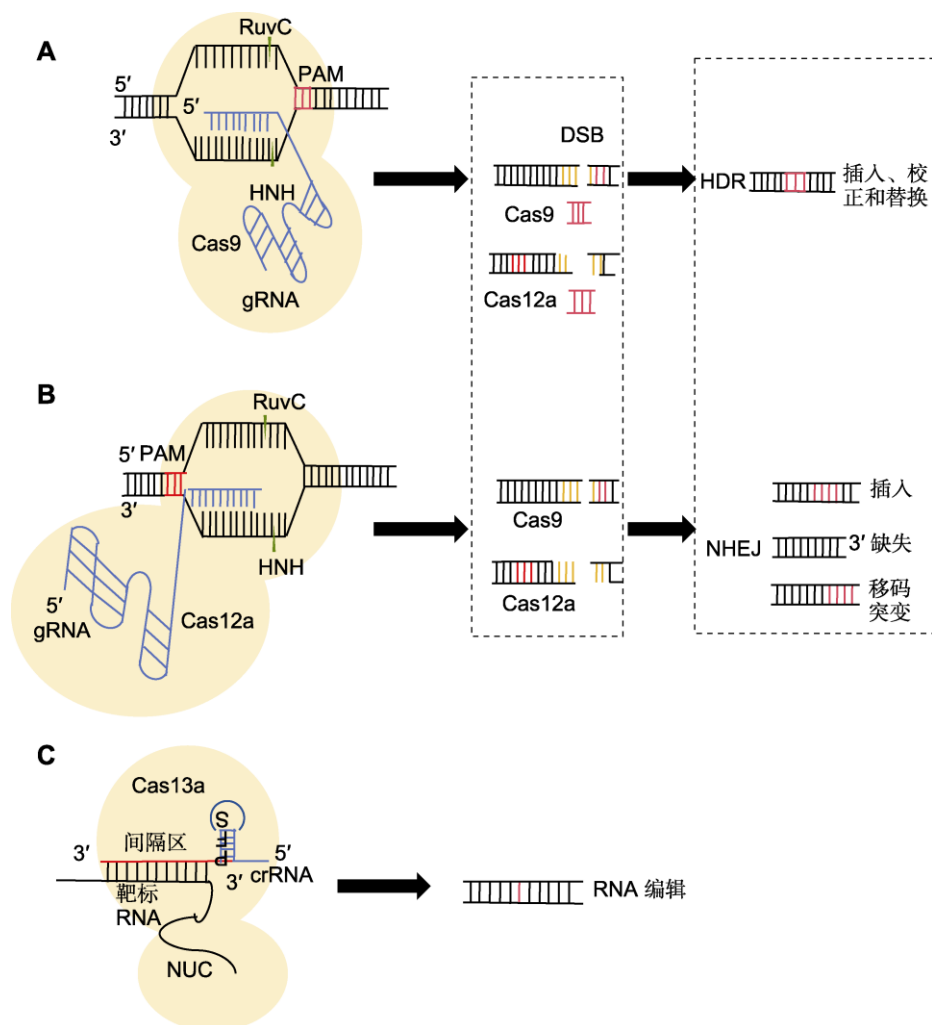 A
RuvC
PAM
5′
5′
3′
HNH
Cas9
gRNA
DSB
Cas9
Cas12a
HDR
插入、校
正和替换
B
RuvC
5′ PAM
3′
HNH
5′
gRNA
Cas12a
Cas9
Cas12a
NHEJ
插入
3′ 缺失
移码
突变
C
Cas13a
间隔区
3′
5′
3′ crRNA
靶标
RNA
NUC
RNA 编辑